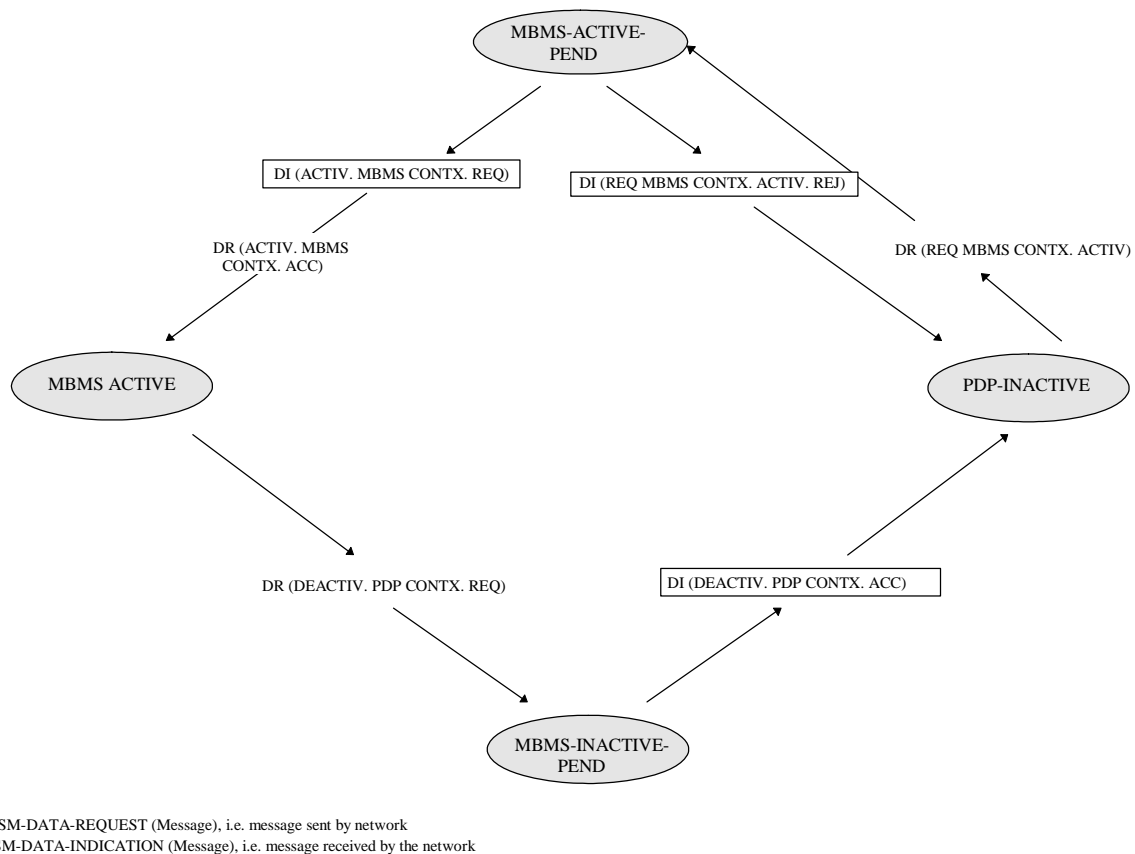 MBMS-ACTIVE-
PEND
DI (ACTIV. MBMS CONTX. REQ)
DI (REQ MBMS CONTX. ACTIV. REJ)
DR (ACTIV. MBMS
CONTX. ACC)
DR (REQ MBMS CONTX. ACTIV)
MBMS ACTIVE
PDP-INACTIVE
DR (DEACTIV. PDP CONTX. REQ)
DI (DEACTIV. PDP CONTX. ACC)
MBMS-INACTIVE-
PEND
SM-DATA-REQUEST (Message), i.e. message sent by network
SM-DATA-INDICATION (Message), i.e. message received by the network